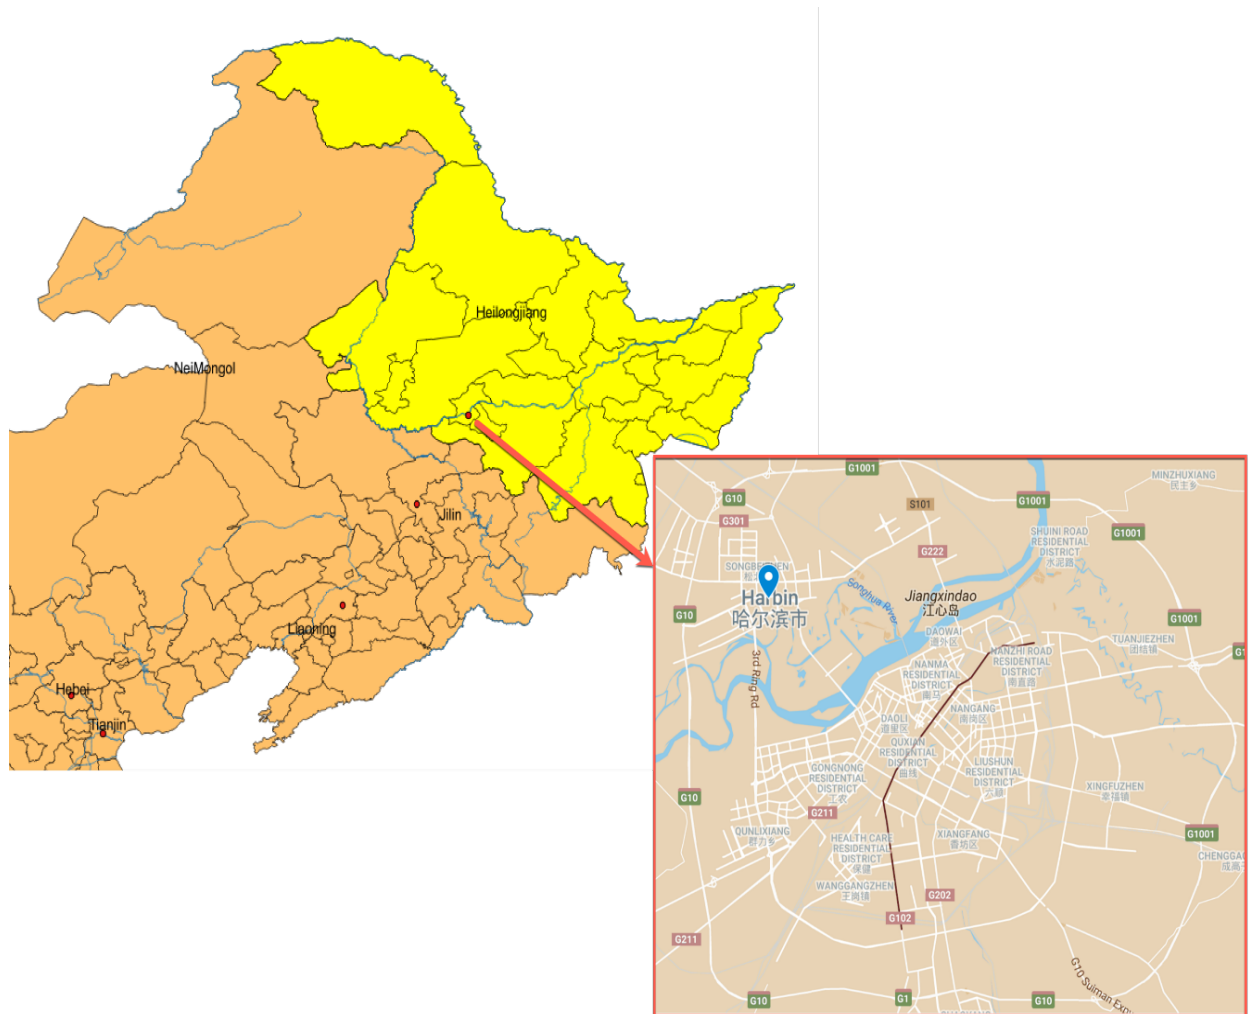 Heilongjiang
NeiMongol
Jilin
Liaoning
Hebei
Tianjin
G1001
MINZHUXIANG
民主乡
G10
G1001
S101
G301
G1001
SHUINI ROAD
RESIDENTIAL
DISTRICT
水泥路
G222
Songhua River
Harbin
哈尔滨市
Jiangxindao
江心岛
G10
G1001
DAOWAI
道外区
TUANJIEZHEN
团结镇
NANZHI ROAD
RESIDENTIAL
DISTRICT
南直路
3rd Ring Rd
NANMA
RESIDENTIAL
DISTRICT
南马
NANGANG
南岗区
DAOLI
道里区
QUXIAN
RESIDENTIAL
DISTRICT
曲线
LIUSHUN
RESIDENTIAL
DISTRICT
六顺
GONGNONG
RESIDENTIAL
DISTRICT
工农
XINGFUZHEN
幸福镇
G10
G211
QUNLIXIANG
群力乡
HEALTH CARE
RESIDENTIAL
DISTRICT
保健
XIANGFANG
香坊区
G1001
WANGGANGZHEN
王岗镇
G202
G102
G211
G10 Suiman
G10
G1
G10